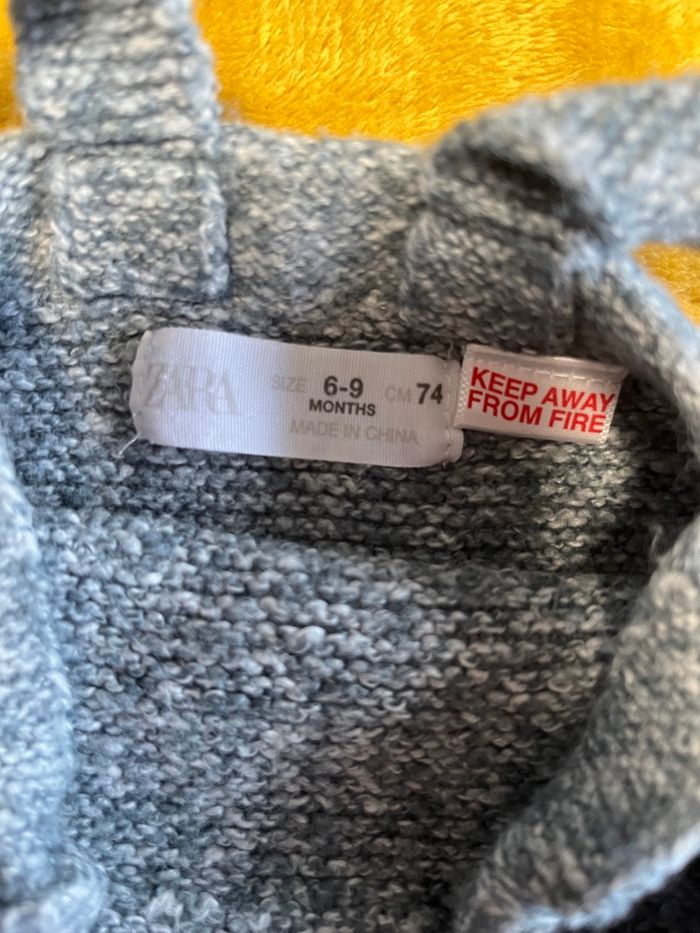 ZARA
SIZE 6-9 CM 74
MONTHS
MADE IN CHINA
KEEP AWAY
FROM FIRE